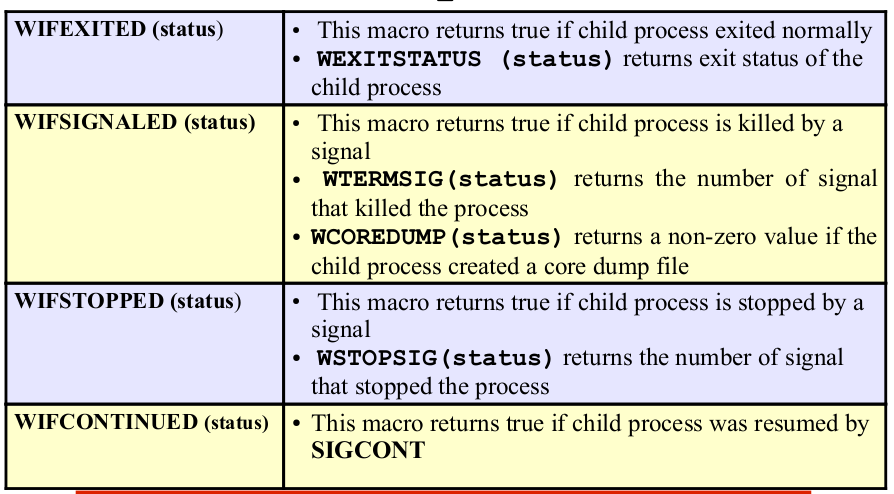 WIFEXITED (status)
• This macro returns true if child process exited normally
• WEXITSTATUS (status) returns exit status of the
child process
WIFSIGNALED (status)
• This macro returns true if child process is killed by a
signal
• WTERMSIG(status) returns the number of signal
that killed the process
• WCOREDUMP(status) returns a non-zero value if the
child process created a core dump file
WIFSTOPPED (status)
• This macro returns true if child process is stopped by a
signal
• WSTOPSIG(status) returns the number of signal
that stopped the process
WIFCONTINUED (status)
• This macro returns true if child process was resumed by
SIGCONT